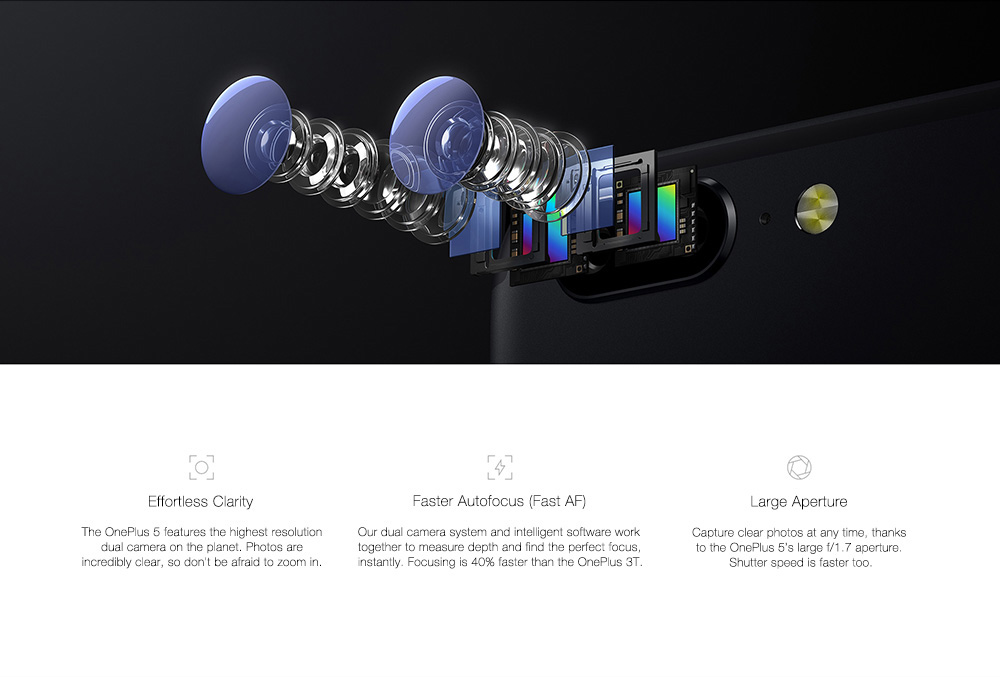 Effortless Clarity
The OnePlus 5 features the highest resolution
dual camera on the planet. Photos are
incredibly clear, so don't be afraid to zoom in.
Faster Autofocus (Fast AF)
Our dual camera system and intelligent software work
together to measure depth and find the perfect focus,
instantly. Focusing is 40% faster than the OnePlus 3T.
Large Aperture
Capture clear photos at any time, thanks
to the OnePlus 5's large f/1.7 aperture.
Shutter speed is faster too.